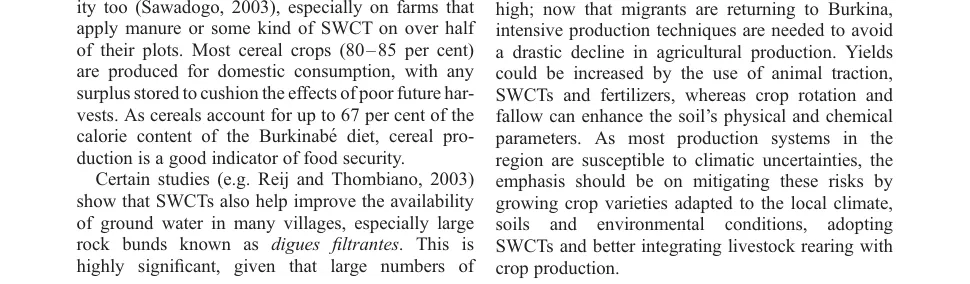 ity too (Sawadogo, 2003), especially on farms that
apply manure or some kind of SWCT on over half
of their plots. Most cereal crops (80–85 per cent)
are produced for domestic consumption, with any
surplus stored to cushion the effects of poor future har-
vests. As cereals account for up to 67 per cent of the
calorie content of the Burkinabé diet, cereal pro-
duction is a good indicator of food security.
Certain studies (e.g. Reij and Thombiano, 2003)
show that SWCTs also help improve the availability
of ground water in many villages, especially large
rock bunds known as digues filtrantes. This is
highly significant, given that large numbers of
high; now that migrants are returning to Burkina,
intensive production techniques are needed to avoid
a drastic decline in agricultural production. Yields
could be increased by the use of animal traction,
SWCTs and fertilizers, whereas crop rotation and
fallow can enhance the soil’s physical and chemical
parameters. As most production systems in the
region are susceptible to climatic uncertainties, the
emphasis should be on mitigating these risks by
growing crop varieties adapted to the local climate,
soils and environmental conditions, adopting
SWCTs and better integrating livestock rearing with
crop production.